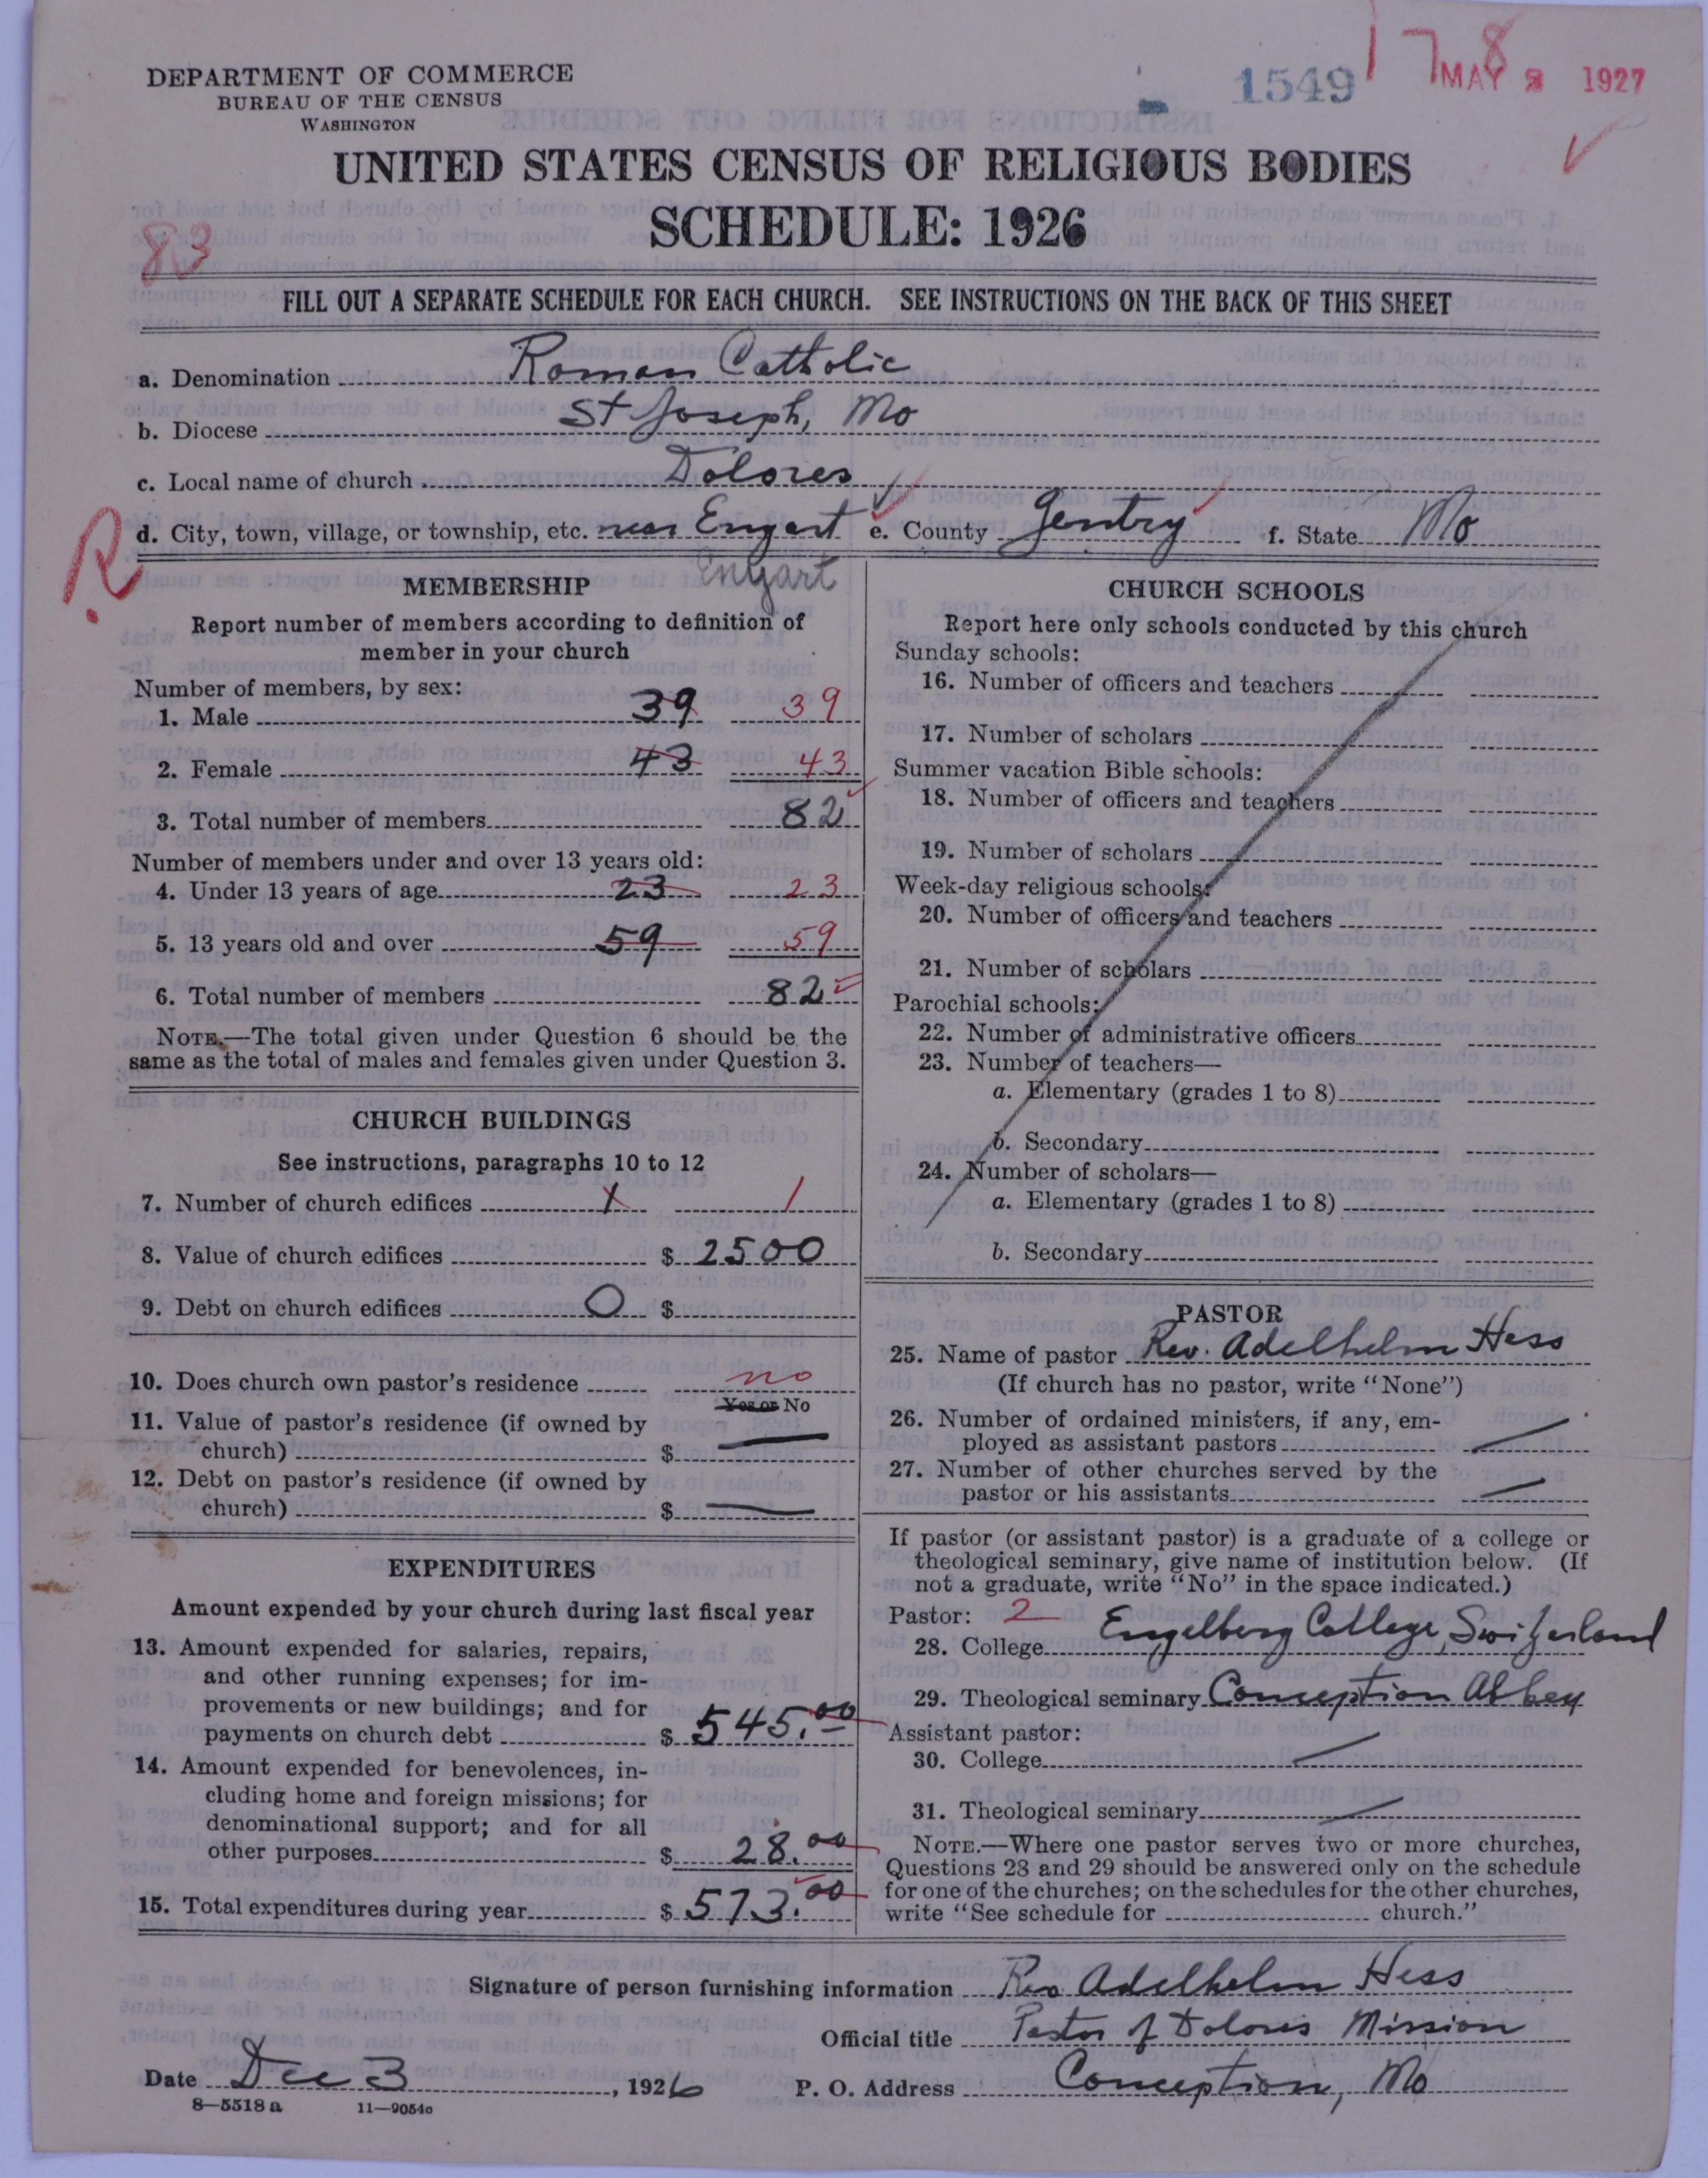 DEPARTMENT OF COMMERCE
BUREAU OF THE CENSUS
WASHINGTON
1549
178
MAY 2 1927
UNITED STATES CENSUS OF RELIGIOUS BODIES
SCHEDULE: 1926
83
FILL OUT A SEPARATE SCHEDULE FOR EACH CHURCH. SEE INSTRUCTIONS ON THE BACK OF THIS SHEET
a. Denomination Roman Catholic
b. Diocese St Joseph, Mo
c. Local name of church Dolores
d. City, town, village, or township, etc. near Engart e. County Gentry f. State Mo
R
Enyart
MEMBERSHIP
Report number of members according to definition of
member in your church
Number of members, by sex:
1. Male 39 39
2. Female 43 43
3. Total number of members 82
Number of members under and over 13 years old:
4. Under 13 years of age 23 23
5. 13 years old and over 59 59
6. Total number of members 82
NOTE.—The total given under Question 6 should be the
same as the total of males and females given under Question 3.
CHURCH BUILDINGS
See instructions, paragraphs 10 to 12
7. Number of church edifices 1 1
8. Value of church edifices $ 2500
9. Debt on church edifices 0 $
10. Does church own pastor's residence no
Yes or No
11. Value of pastor's residence (if owned by
church) $ —
12. Debt on pastor's residence (if owned by
church) $ —
EXPENDITURES
Amount expended by your church during last fiscal year
13. Amount expended for salaries, repairs,
and other running expenses; for im-
provements or new buildings; and for
payments on church debt $ 545.00
14. Amount expended for benevolences, in-
cluding home and foreign missions; for
denominational support; and for all
other purposes $ 28.00
15. Total expenditures during year $ 573.00
CHURCH SCHOOLS
Report here only schools conducted by this church
Sunday schools:
16. Number of officers and teachers
17. Number of scholars
Summer vacation Bible schools:
18. Number of officers and teachers
19. Number of scholars
Week-day religious schools:
20. Number of officers and teachers
21. Number of scholars
Parochial schools:
22. Number of administrative officers
23. Number of teachers—
a. Elementary (grades 1 to 8)
b. Secondary
24. Number of scholars—
a. Elementary (grades 1 to 8)
b. Secondary
PASTOR
25. Name of pastor Rev. Adelhelm Hess
(If church has no pastor, write "None")
26. Number of ordained ministers, if any, em-
ployed as assistant pastors —
27. Number of other churches served by the
pastor or his assistants —
If pastor (or assistant pastor) is a graduate of a college or
theological seminary, give name of institution below. (If
not a graduate, write "No" in the space indicated.)
Pastor: 2
28. College Engelberg College, Switzerland
29. Theological seminary Conception Abbey
Assistant pastor:
30. College —
31. Theological seminary —
NOTE.—Where one pastor serves two or more churches,
Questions 28 and 29 should be answered only on the schedule
for one of the churches; on the schedules for the other churches,
write "See schedule for church."
Signature of person furnishing information Rev Adelhelm Hess
Official title Pastor of Dolores Mission
Date Dec 3, 1926 P. O. Address Conception, Mo
8—5518a 11—9054c